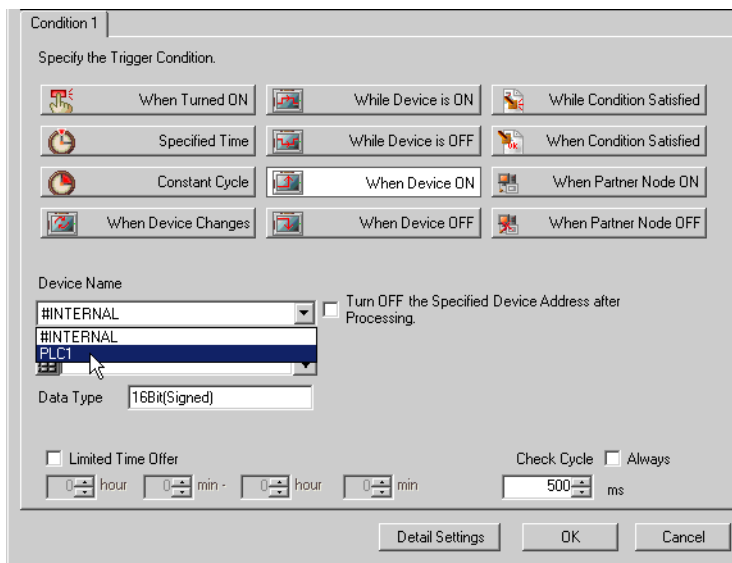 Condition 1
Specify the Trigger Condition.
When Turned ON While Device is ON While Condition Satisfied
Specified Time While Device is OFF When Condition Satisfied
Constant Cycle When Device ON When Partner Node ON
When Device Changes When Device OFF When Partner Node OFF
Device Name
#INTERNAL
Turn OFF the Specified Device Address after
Processing.
#INTERNAL
PLC1
Data Type 16Bit(Signed)
Limited Time Offer Check Cycle Always
0 hour 0 min - 0 hour 0 min 500 ms
Detail Settings OK Cancel